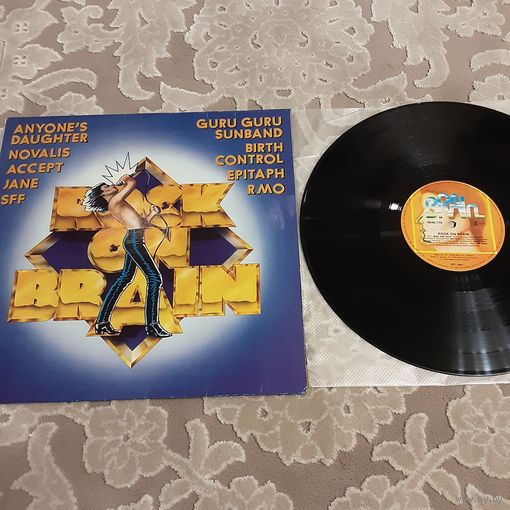 ANYONE'S
DAUGHTER
NOVALIS
ACCEPT
JANE
SFF
GURU GURU
SUNBAND
BIRTH
CONTROL
EPITAPH
RMO
ROCK
ON
BRAIN
BRAIN
ROCK ON BRAIN